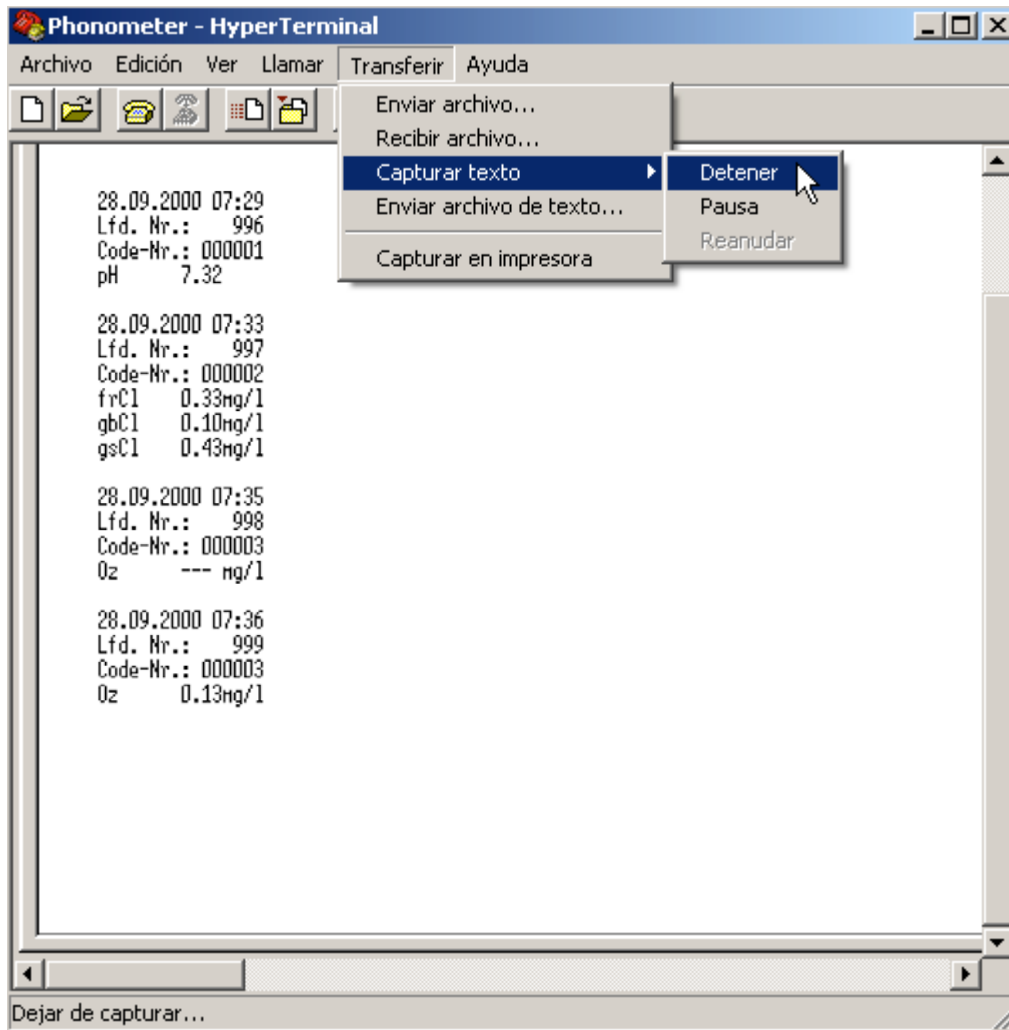 Phonometer - HyperTerminal
Archivo Edición Ver Llamar Transferir Ayuda
Enviar archivo...
Recibir archivo...
Capturar texto
Enviar archivo de texto...
Capturar en impresora
Detener
Pausa
Reanudar
28.09.2000 07:29
Lfd. Nr.: 996
Code-Nr.: 000001
pH 7.32
28.09.2000 07:33
Lfd. Nr.: 997
Code-Nr.: 000002
frCl 0.33mg/l
gbCl 0.10mg/l
gsCl 0.43mg/l
28.09.2000 07:35
Lfd. Nr.: 998
Code-Nr.: 000003
Oz --- mg/l
28.09.2000 07:36
Lfd. Nr.: 999
Code-Nr.: 000003
Oz 0.13mg/l
Dejar de capturar...